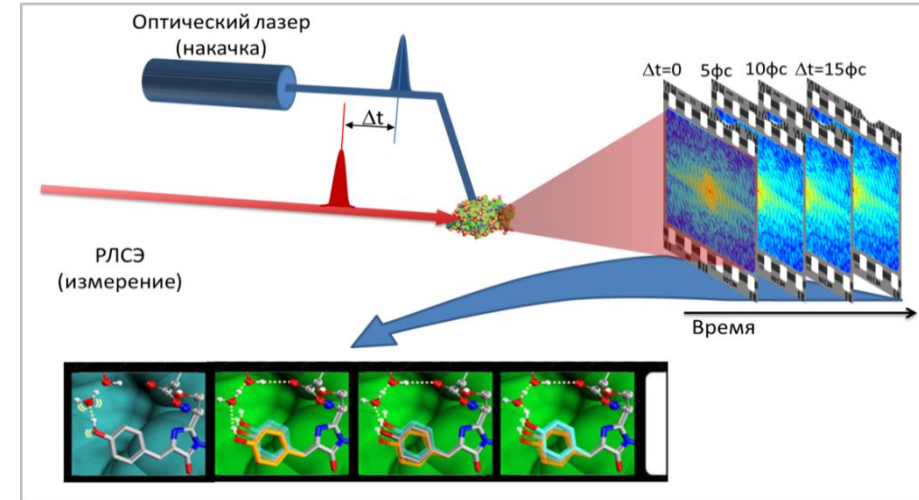 Оптический лазер
(накачка)
Δt
Δt=0 5фс 10фс Δt=15фс
РЛСЭ
(измерение)
Время